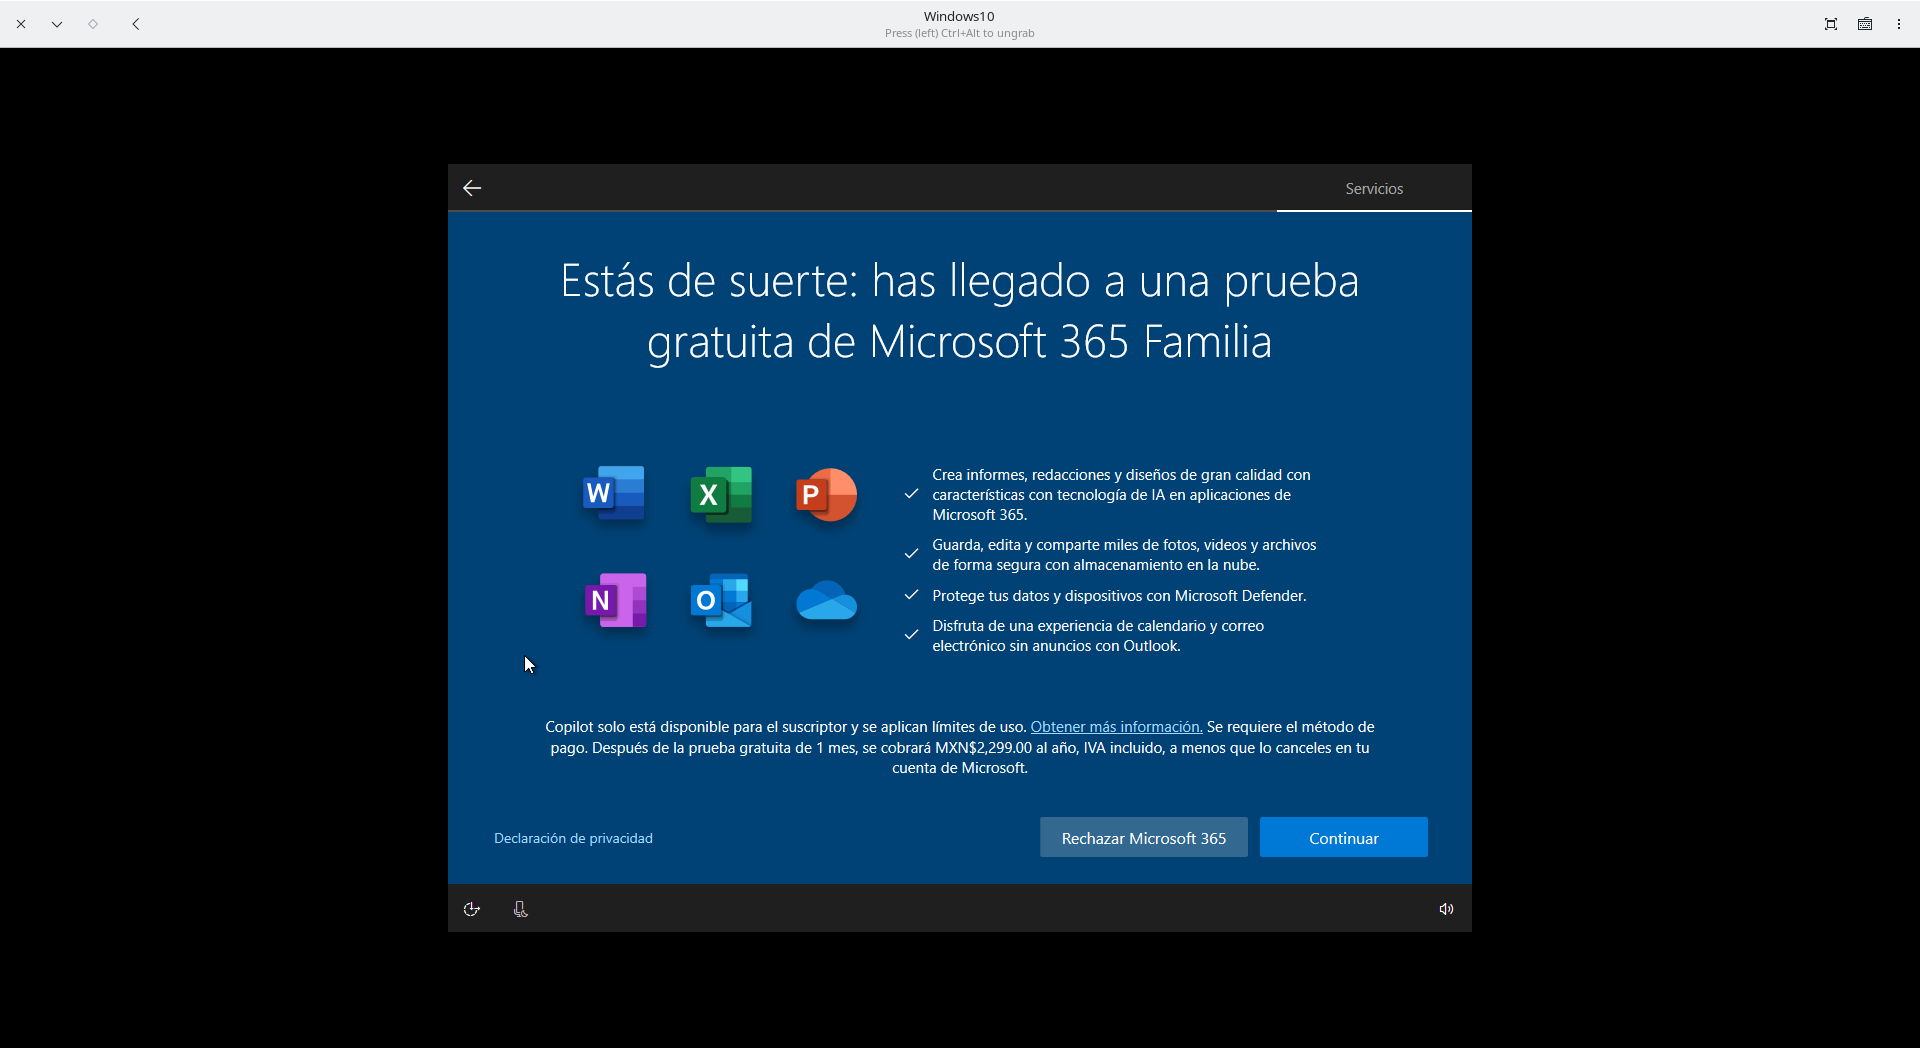 Windows10
Press (left) Ctrl+Alt to ungrab
Servicios
Estás de suerte: has llegado a una prueba
gratuita de Microsoft 365 Familia
W
X
P
N
O
Crea informes, redacciones y diseños de gran calidad con
características con tecnología de IA en aplicaciones de
Microsoft 365.
Guarda, edita y comparte miles de fotos, videos y archivos
de forma segura con almacenamiento en la nube.
Protege tus datos y dispositivos con Microsoft Defender.
Disfruta de una experiencia de calendario y correo
electrónico sin anuncios con Outlook.
Copilot solo está disponible para el suscriptor y se aplican límites de uso. Obtener más información. Se requiere el método de
pago. Después de la prueba gratuita de 1 mes, se cobrará MXN$2,299.00 al año, IVA incluido, a menos que lo canceles en tu
cuenta de Microsoft.
Declaración de privacidad
Rechazar Microsoft 365
Continuar